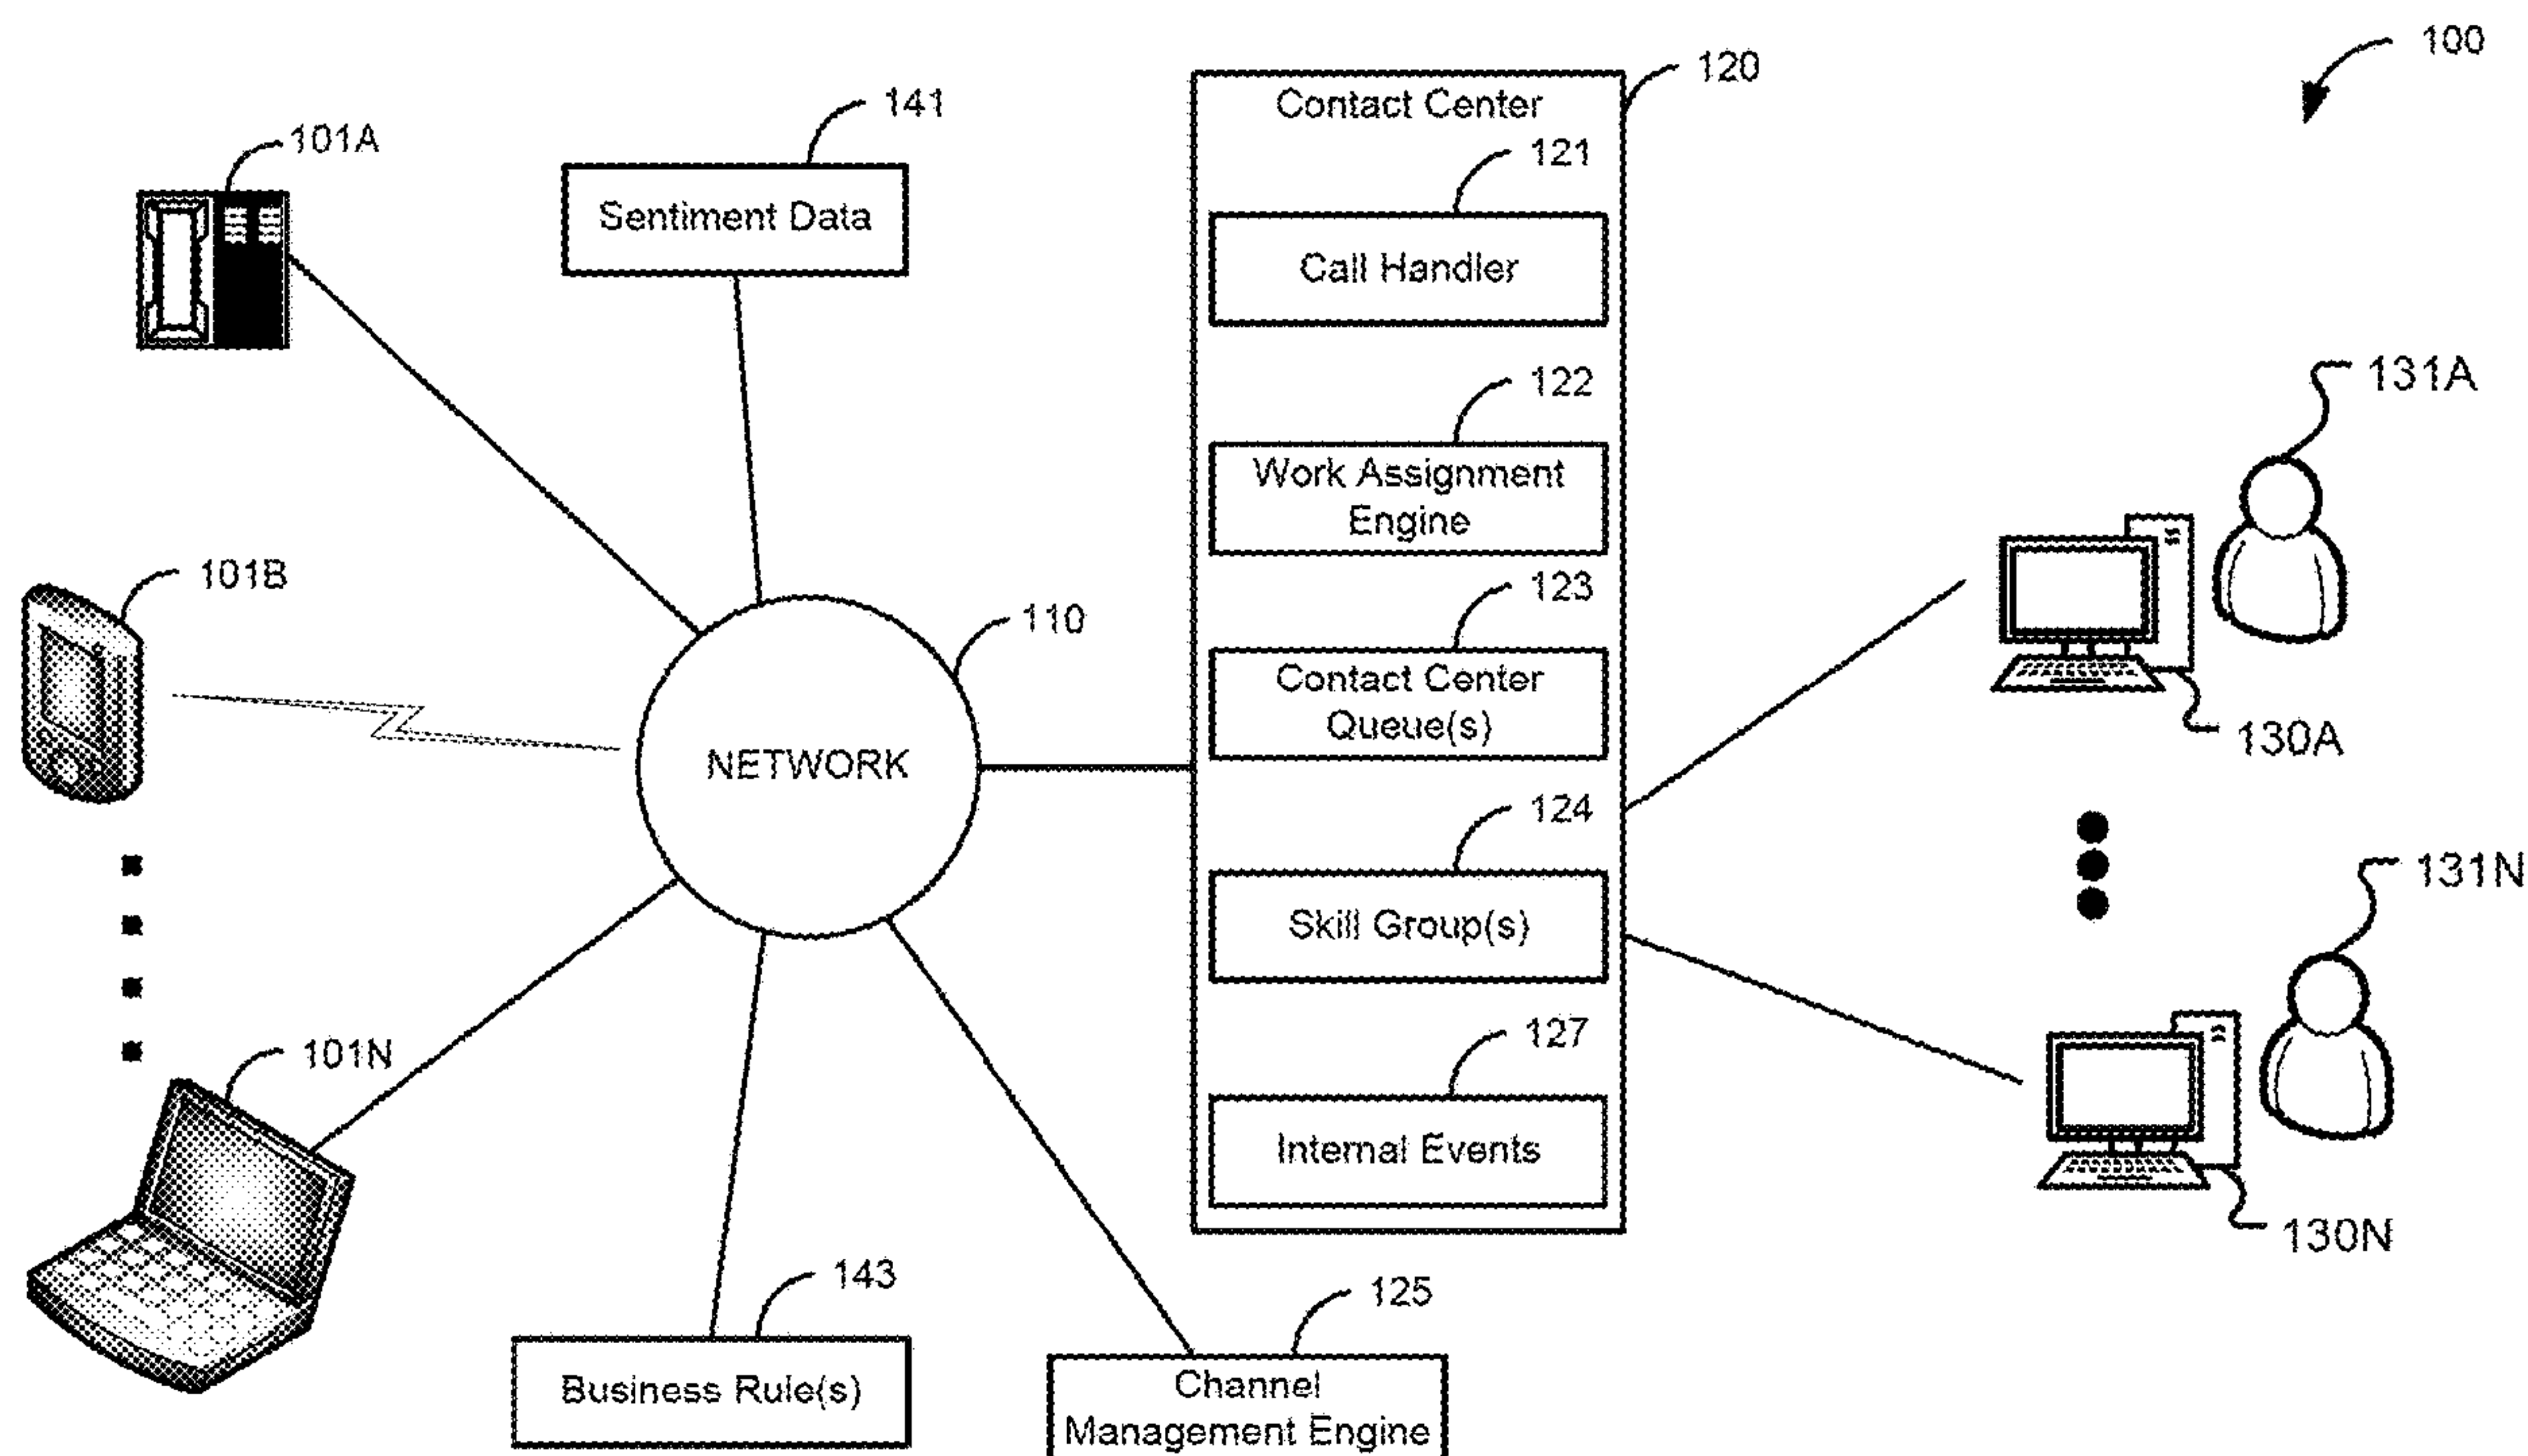 100
120
Contact Center
141
101A
121
Sentiment Data
Call Handler
122
131A
Work Assignment
Engine
101B
123
110
Contact Center
Queue(s)
130A
NETWORK
124
131N
Skill Group(s)
127
101N
Internal Events
130N
143
125
Business Rule(s)
Channel
Management Engine